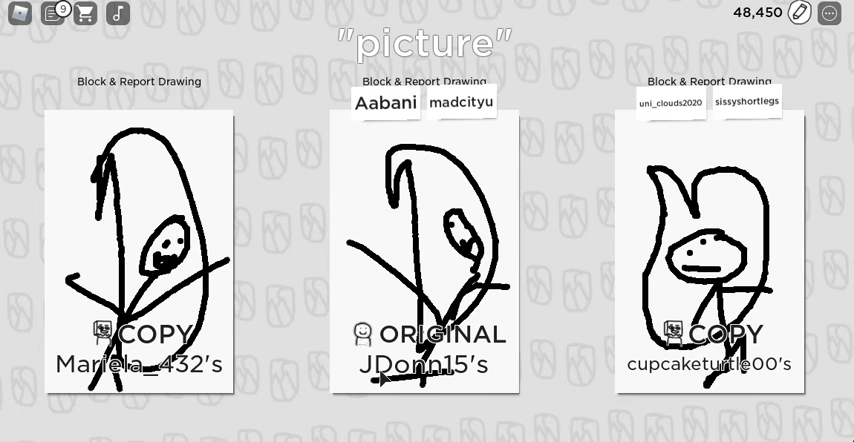 9
48,450
"picture"
Block & Report Drawing
Block & Report Drawing
Block & Report Drawing
Aabani
madcityu
uni_clouds2020
sissyshortlegs
COPY
Mariela_432's
ORIGINAL
JDonn15's
COPY
cupcaketurtle00's